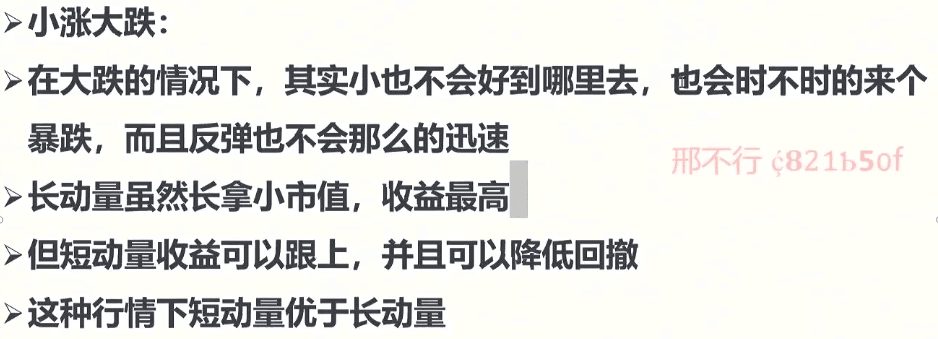 ➢小涨大跌：
➢在大跌的情况下，其实小也不会好到哪里去，也会时不时的来个
暴跌，而且反弹也不会那么的迅速
邢不行
➢长动量虽然长拿小市值，收益最高
➢但短动量收益可以跟上，并且可以降低回撤
➢这种行情下短动量优于长动量